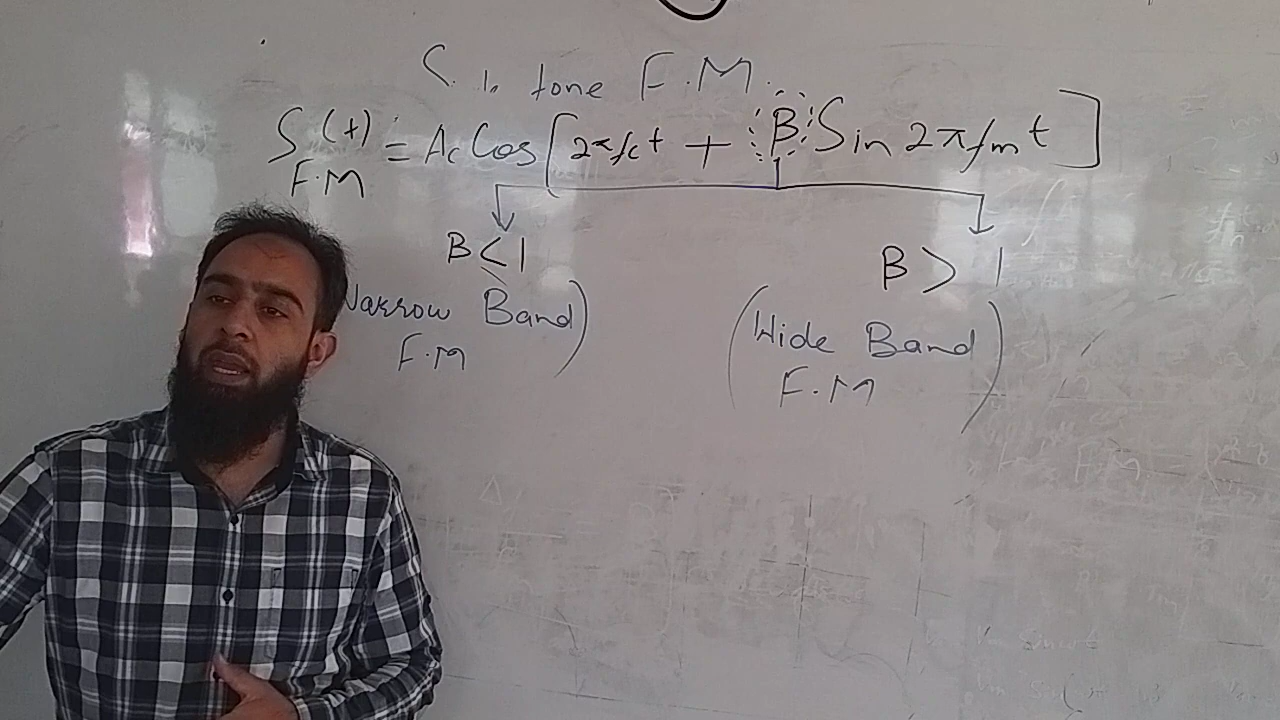 tone F.M.
S(t) = Ac Cos[2πfct + B Sin 2πfmt]
F.M
B < 1
B > 1
Narrow Band
F.M
(Wide Band
F.M)